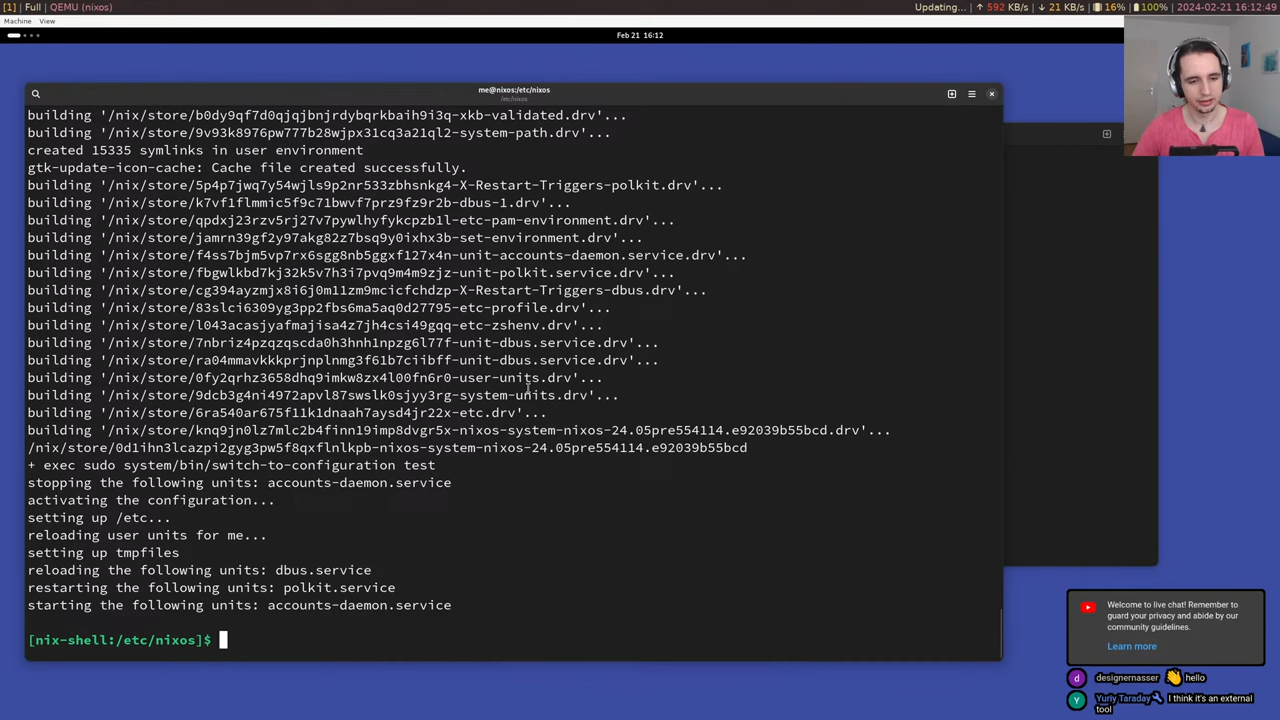 [1] Full QEMU (nixos)
Updating... 592 KB/s 21 KB/s 16% 100% 2024-02-21 16:12:49
Machine View
Feb 21 16:12
me@nixos:/etc/nixos
/etc/nixos
building '/nix/store/b0dy9qf7d0qjqjbnjrdybqrkbaih9i3q-xkb-validated.drv'...
building '/nix/store/9v93k8976pw777b28wjpx31cq3a21ql2-system-path.drv'...
created 15335 symlinks in user environment
gtk-update-icon-cache: Cache file created successfully.
building '/nix/store/5p4p7jwq7y54wjls9p2nr533zbhsnkg4-X-Restart-Triggers-polkit.drv'...
building '/nix/store/k7vf1flmmic5f9c71bwvf7prz9fz9r2b-dbus-1.drv'...
building '/nix/store/qpdxj23rzv5rj27v7pywlhyfykcpzb1l-etc-pam-environment.drv'...
building '/nix/store/jamrn39gf2y97akg82z7bsq9y0ixhx3b-set-environment.drv'...
building '/nix/store/f4ss7bjm5vp7rx6sgg8nb5ggxf127x4n-unit-accounts-daemon.service.drv'...
building '/nix/store/fbgwlkbd7kj32k5v7h3i7pvq9m4m9zjz-unit-polkit.service.drv'...
building '/nix/store/cg394ayzmjx8i6j0m11zm9mcicfchdzp-X-Restart-Triggers-dbus.drv'...
building '/nix/store/83slci6309yg3pp2fbs6ma5aq0d27795-etc-profile.drv'...
building '/nix/store/l043acasjyafmajisa4z7jh4csi49gqq-etc-zshenv.drv'...
building '/nix/store/7nbriz4pzqzqscda0h3hnh1npzg6l77f-unit-dbus.service.drv'...
building '/nix/store/ra04mmavkkkprjnplnmg3f61b7ciibff-unit-dbus.service.drv'...
building '/nix/store/0fy2qrhz3658dhq9imkw8zx4l00fn6r0-user-units.drv'...
building '/nix/store/9dcb3g4ni4972apvl87swslk0sjyy3rg-system-units.drv'...
building '/nix/store/6ra540ar675f11k1dnaah7aysd4jr22x-etc.drv'...
building '/nix/store/knq9jn0lz7mlc2b4finn19imp8dvgr5x-nixos-system-nixos-24.05pre554114.e92039b55bcd.drv'...
/nix/store/0d1ihn3lcazpi2gyg3pw5f8qxflnlkpb-nixos-system-nixos-24.05pre554114.e92039b55bcd
+ exec sudo system/bin/switch-to-configuration test
stopping the following units: accounts-daemon.service
activating the configuration...
setting up /etc...
reloading user units for me...
setting up tmpfiles
reloading the following units: dbus.service
restarting the following units: polkit.service
starting the following units: accounts-daemon.service
[nix-shell:/etc/nixos]$
Welcome to live chat! Remember to
guard your privacy and abide by our
community guidelines.
Learn more
d designernasser 👋 hello
Y Yuriy Taraday🔧 I think it's an external
tool